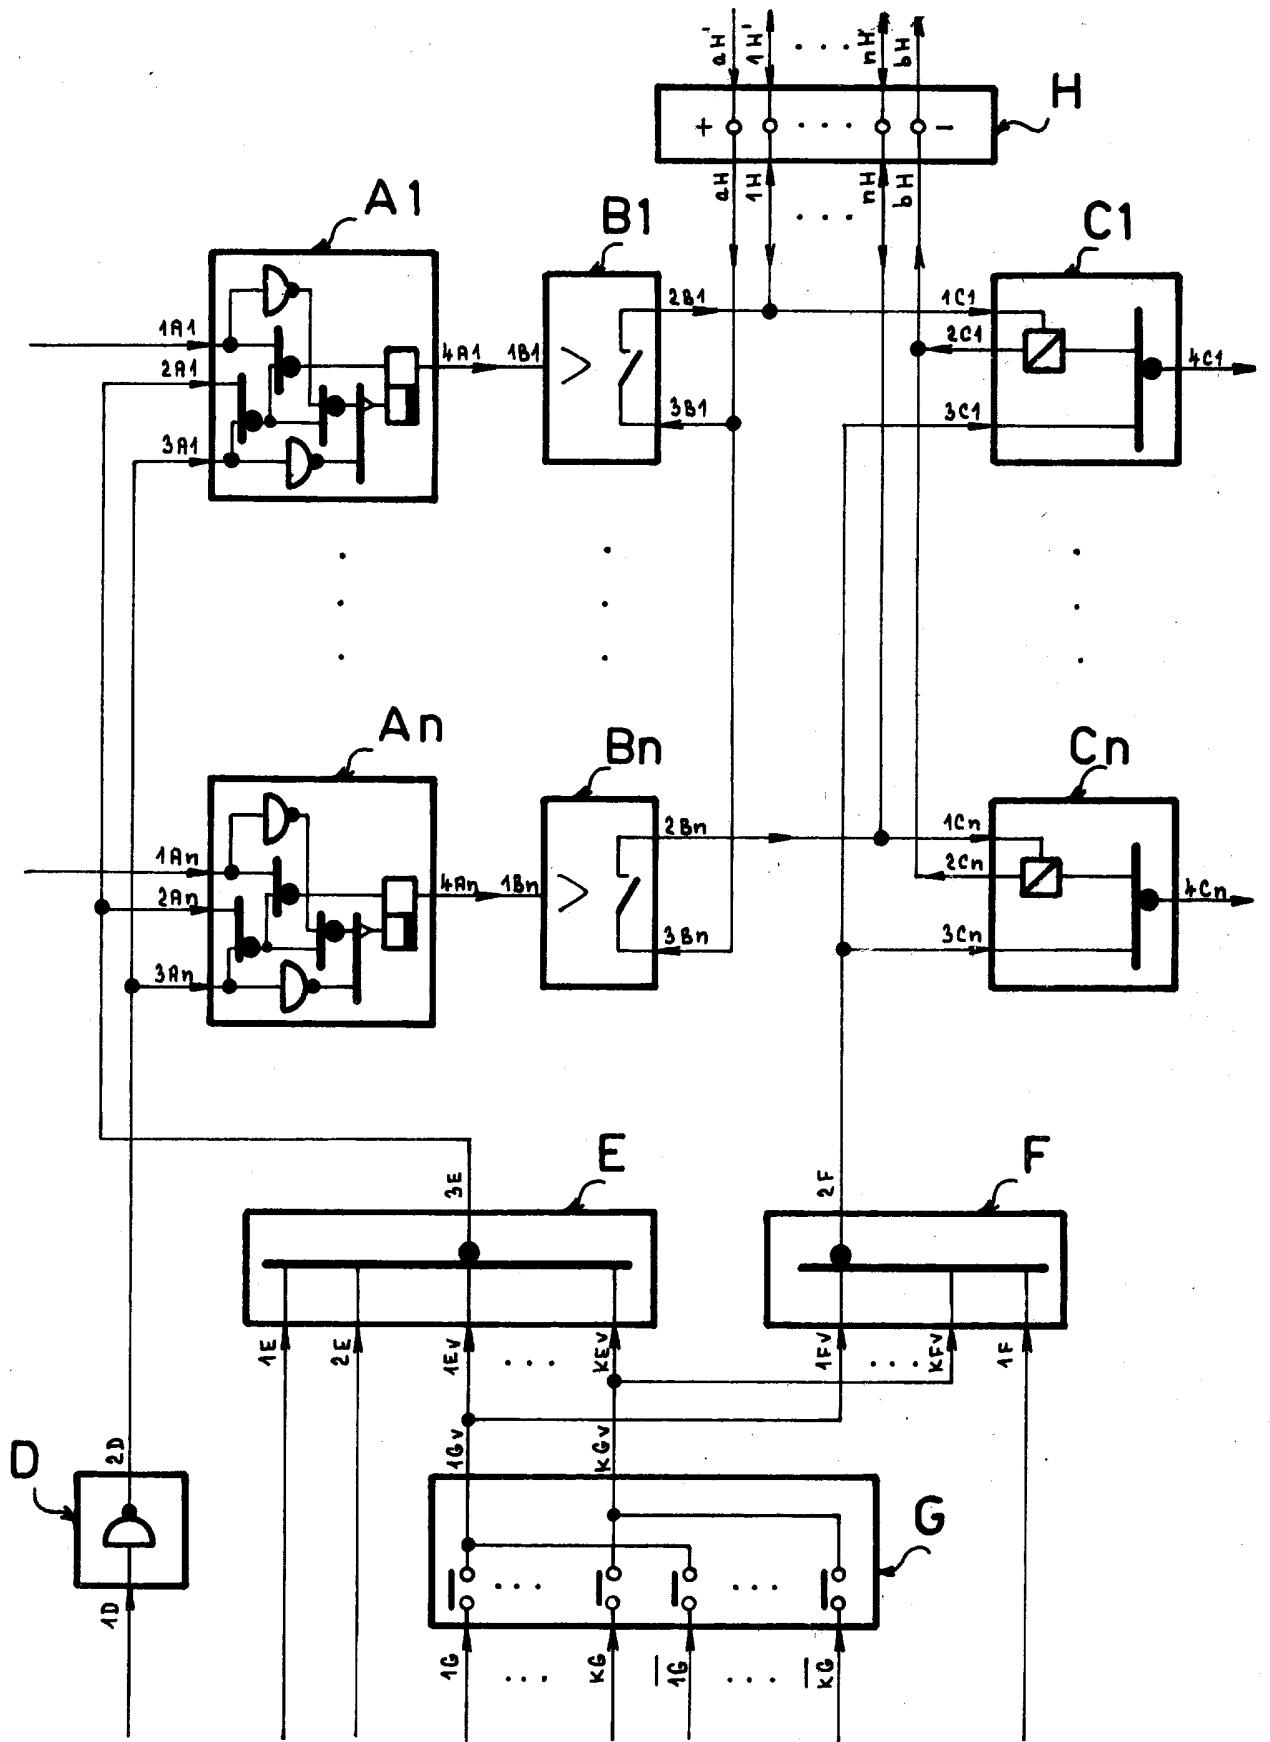 aH' 1H' ... nH' bH
H
+ ... -
aH 1H ... nH bH
A1 B1 C1
1A1 2A1 3A1 4A1 1B1 2B1 3B1 1C1 2C1 3C1 4C1
An Bn Cn
1An 2An 3An 4An 1Bn 2Bn 3Bn 1Cn 2Cn 3Cn 4Cn
E F
3E 2F
1E 2E 1EV ... KEV 1FV ... KFV 1F
D 2D 1GV KGV G
1D
1G ... KG 1G ... KG